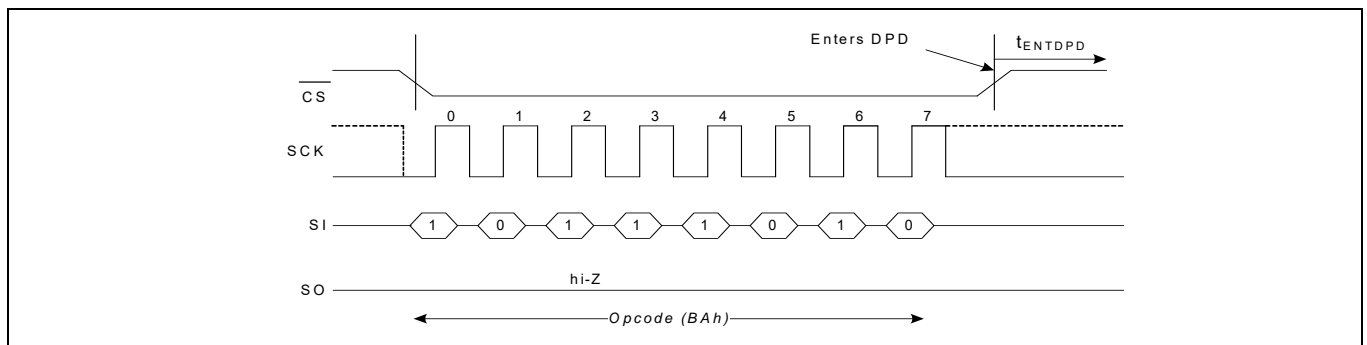 Enters DPD
tENTDPD
CS
0 1 2 3 4 5 6 7
SCK
SI 1 0 1 1 1 0 1 0
hi-Z
SO
Opcode (BAh)